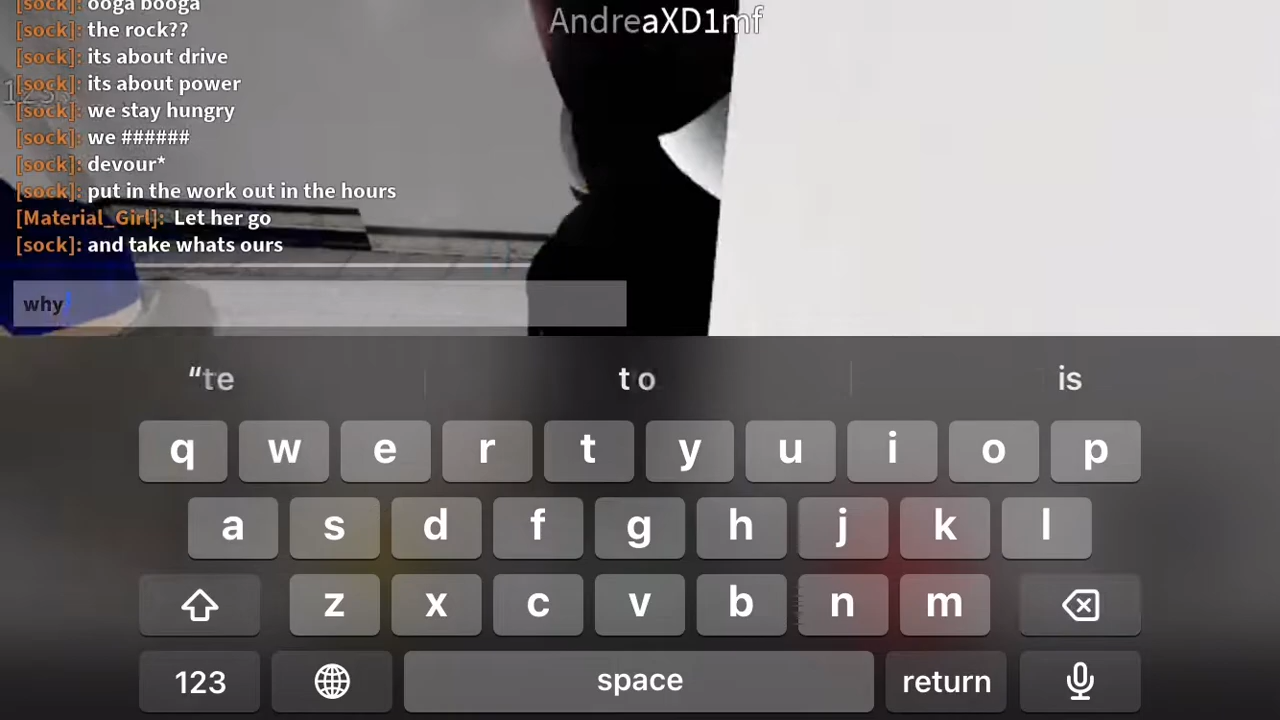 [sock]: ooga booga
AndreaXD1mf
[sock]: the rock??
[sock]: its about drive
[sock]: its about power
[sock]: we stay hungry
[sock]: we ######
[sock]: devour*
[sock]: put in the work out in the hours
[Material_Girl]: Let her go
[sock]: and take whats ours
why
“te to is
q w e r t y u i o p
a s d f g h j k l
z x c v b n m
123 space return